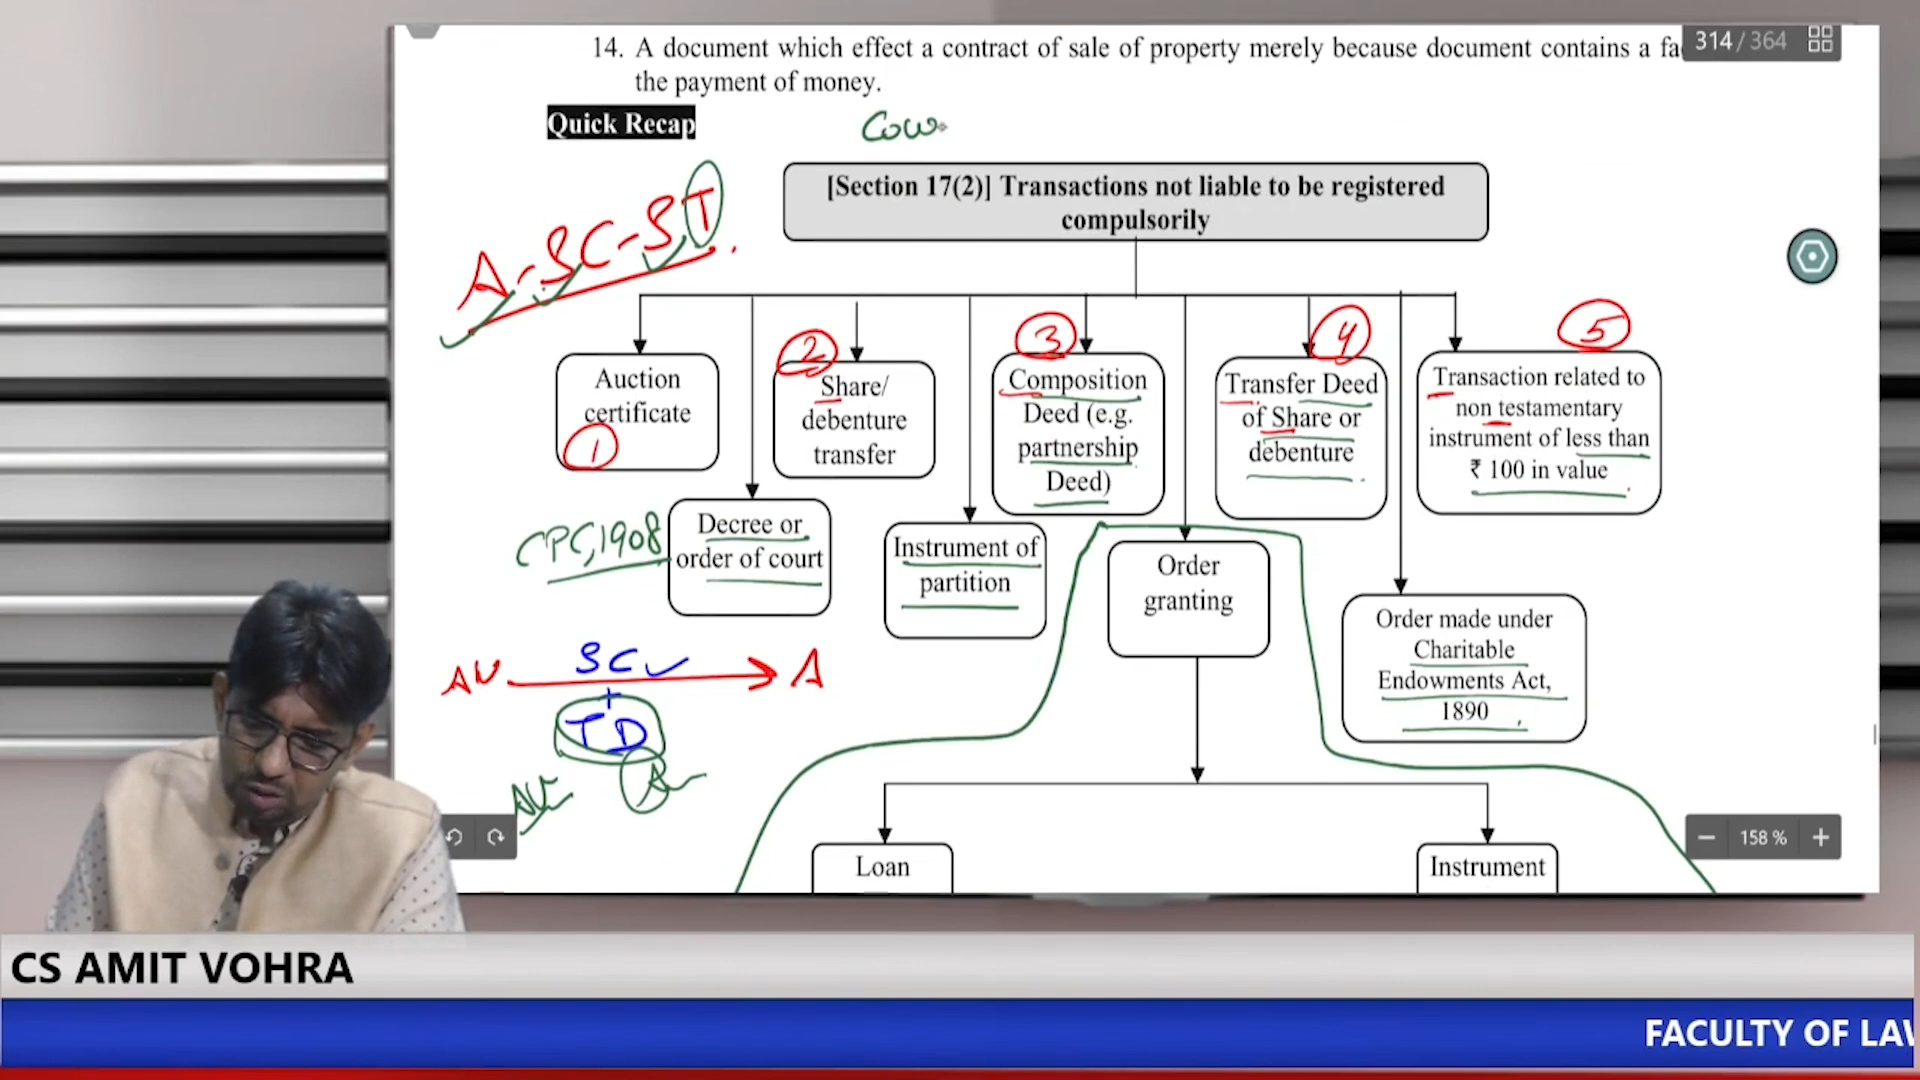 14. A document which effect a contract of sale of property merely because document contains a fa
314 / 364
the payment of money.
Quick Recap
Cow
[Section 17(2)] Transactions not liable to be registered
compulsorily
A-SC-ST
1
2
3
4
5
Auction
certificate
Share/
debenture
transfer
Composition
Deed (e.g.
partnership
Deed)
Transfer Deed
of Share or
debenture
Transaction related to
non testamentary
instrument of less than
₹ 100 in value
CPC, 1908
Decree or
order of court
Instrument of
partition
Order
granting
Order made under
Charitable
Endowments Act,
1890
AV SC A
+
TD
AV A
158 %
Loan
Instrument
CS AMIT VOHRA
FACULTY OF LAW